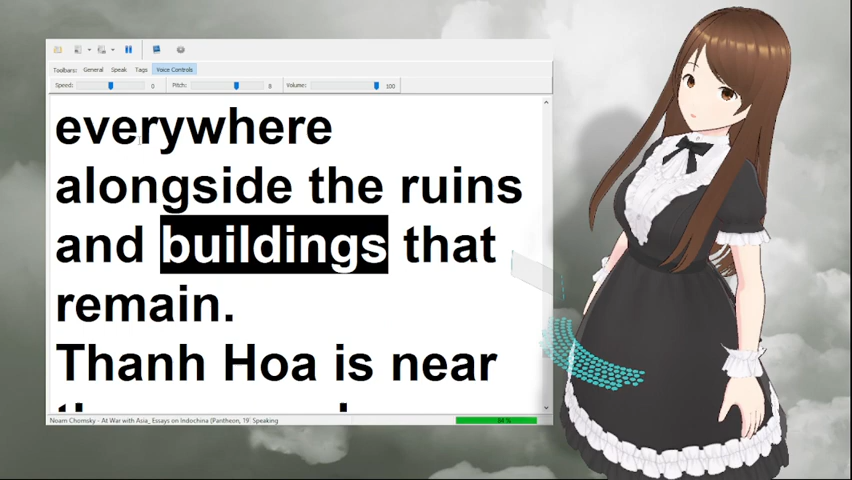 Toolbars: General Speak Tags Voice Controls
Speed: 0 Pitch: 8 Volume: 100
everywhere
alongside the ruins
and buildings that
remain.
Thanh Hoa is near
Noam Chomsky - At War with Asia_ Essays on Indochina (Pantheon, 19 Speaking